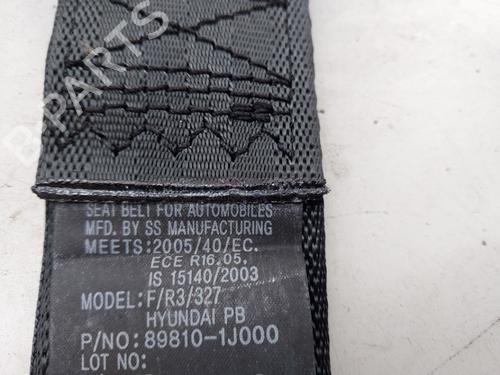 B-PARTS
SEAT BELT FOR AUTOMOBILES
MFD. BY SS MANUFACTURING
MEETS:2005/40/EC.
ECE R16.05,
IS 15140/2003
MODEL: F/R3/327
HYUNDAI PB
P/NO: 89810-1J000
LOT NO: